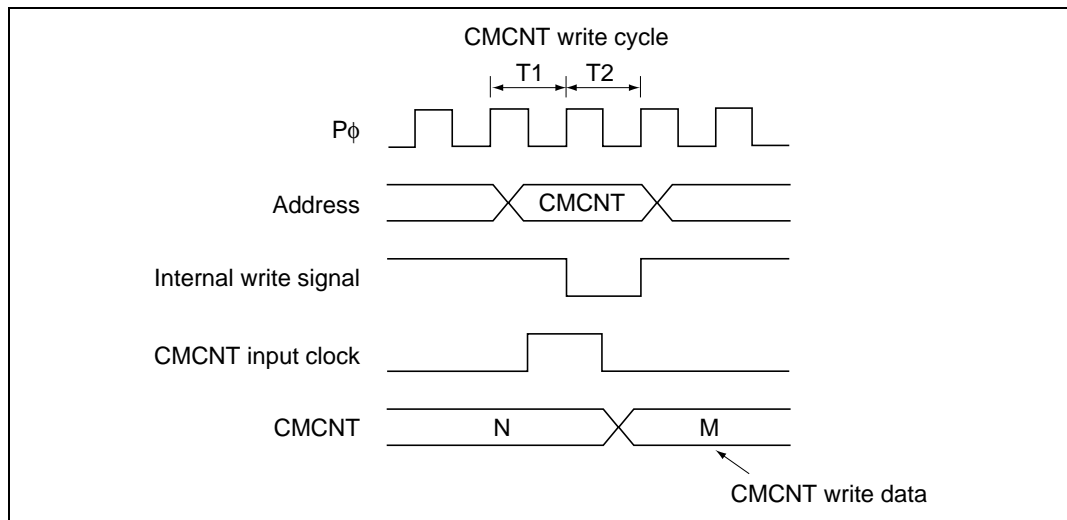 CMCNT write cycle
T1 T2
Pϕ
Address CMCNT
Internal write signal
CMCNT input clock
CMCNT N M
CMCNT write data